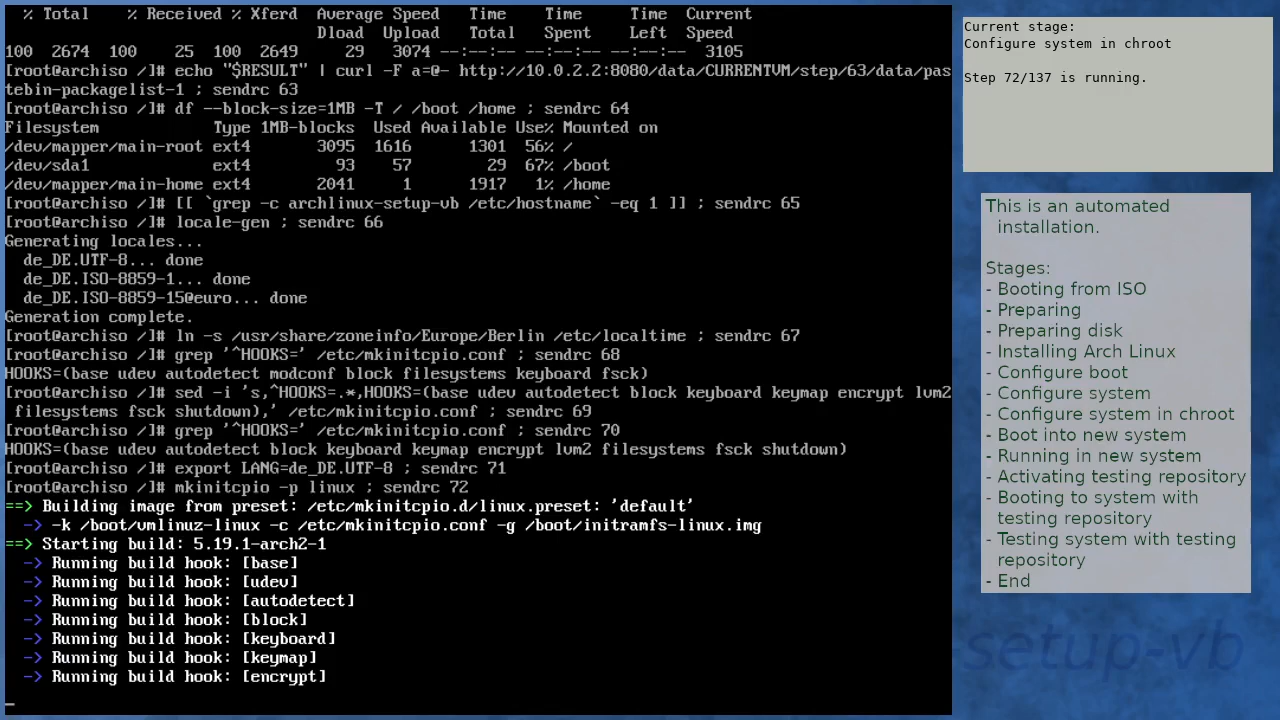 % Total    % Received % Xferd  Average Speed   Time    Time     Time  Current
                                 Dload  Upload   Total   Spent    Left  Speed
100  2674  100    25  100  2649     29   3074 --:--:-- --:--:-- --:--:--  3105
[root@archiso /]# echo "$RESULT" | curl -F a=@- http://10.0.2.2:8080/data/CURRENTVM/step/63/data/pas
tebin-packagelist-1 ; sendrc 63
[root@archiso /]# df --block-size=1MB -T / /boot /home ; sendrc 64
Filesystem            Type 1MB-blocks  Used Available Use% Mounted on
/dev/mapper/main-root ext4       3095  1616      1301  56% /
/dev/sda1             ext4         93    57        29  67% /boot
/dev/mapper/main-home ext4       2041     1      1917   1% /home
[root@archiso /]# [[ `grep -c archlinux-setup-vb /etc/hostname` -eq 1 ]] ; sendrc 65
[root@archiso /]# locale-gen ; sendrc 66
Generating locales...
  de_DE.UTF-8... done
  de_DE.ISO-8859-1... done
  de_DE.ISO-8859-15@euro... done
Generation complete.
[root@archiso /]# ln -s /usr/share/zoneinfo/Europe/Berlin /etc/localtime ; sendrc 67
[root@archiso /]# grep '^HOOKS=' /etc/mkinitcpio.conf ; sendrc 68
HOOKS=(base udev autodetect modconf block filesystems keyboard fsck)
[root@archiso /]# sed -i 's,^HOOKS=.*,HOOKS=(base udev autodetect block keyboard keymap encrypt lvm2
 filesystems fsck shutdown),' /etc/mkinitcpio.conf ; sendrc 69
[root@archiso /]# grep '^HOOKS=' /etc/mkinitcpio.conf ; sendrc 70
HOOKS=(base udev autodetect block keyboard keymap encrypt lvm2 filesystems fsck shutdown)
[root@archiso /]# export LANG=de_DE.UTF-8 ; sendrc 71
[root@archiso /]# mkinitcpio -p linux ; sendrc 72
==> Building image from preset: /etc/mkinitcpio.d/linux.preset: 'default'
  -> -k /boot/vmlinuz-linux -c /etc/mkinitcpio.conf -g /boot/initramfs-linux.img
==> Starting build: 5.19.1-arch2-1
  -> Running build hook: [base]
  -> Running build hook: [udev]
  -> Running build hook: [autodetect]
  -> Running build hook: [block]
  -> Running build hook: [keyboard]
  -> Running build hook: [keymap]
  -> Running build hook: [encrypt]
_
Current stage:
Configure system in chroot
Step 72/137 is running.
This is an automated
installation.
Stages:
- Booting from ISO
- Preparing
- Preparing disk
- Installing Arch Linux
- Configure boot
- Configure system
- Configure system in chroot
- Boot into new system
- Running in new system
- Activating testing repository
- Booting to system with
testing repository
- Testing system with testing
repository
- End
setup-vb